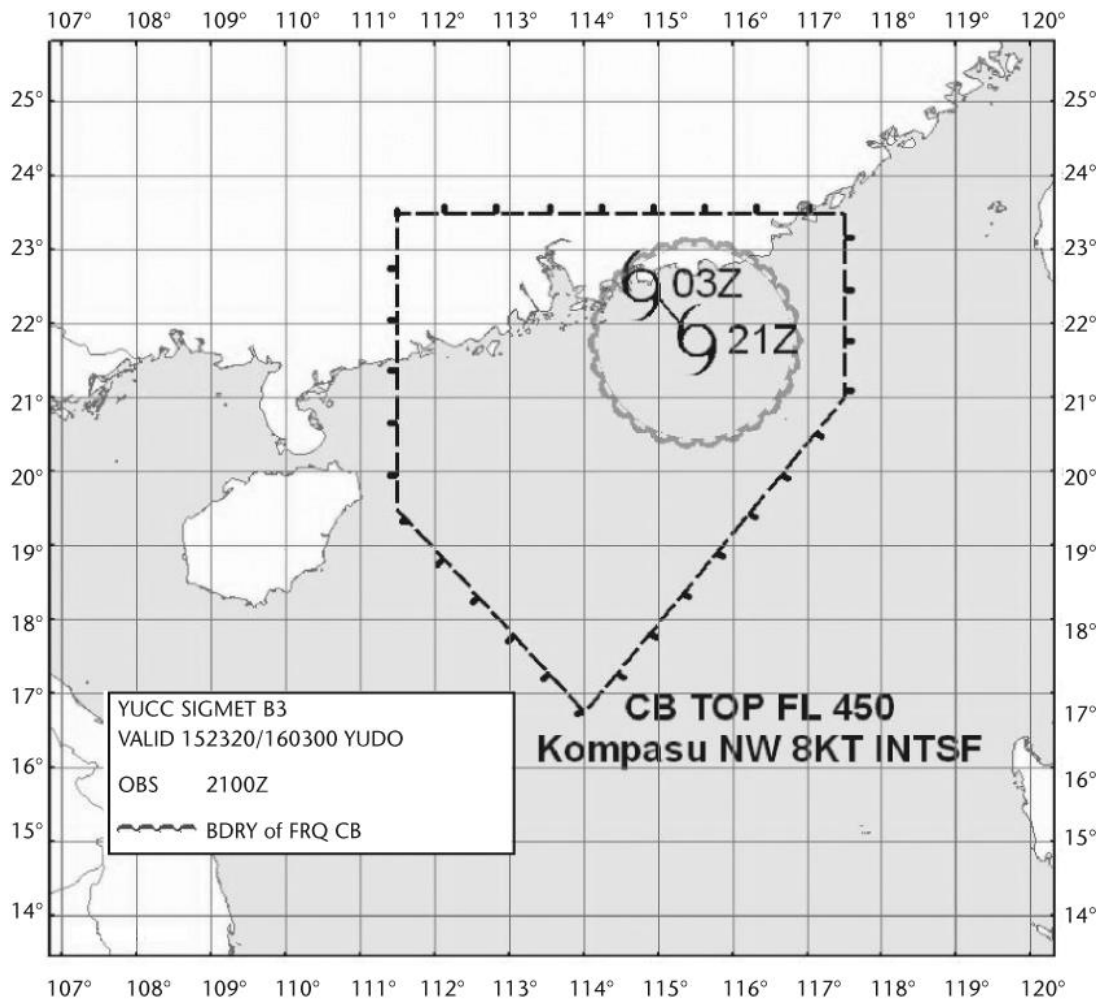 107° 108° 109° 110° 111° 112° 113° 114° 115° 116° 117° 118° 119° 120°
25° 25°
24° 24°
23° 23°
03Z
22° 22°
21Z
21° 21°
20° 20°
19° 19°
18° 18°
17° 17°
CB TOP FL 450
Kompasu NW 8KT INTSF
YUCC SIGMET B3
VALID 152320/160300 YUDO
OBS 2100Z
BDRY of FRQ CB
16° 16°
15° 15°
14° 14°
107° 108° 109° 110° 111° 112° 113° 114° 115° 116° 117° 118° 119° 120°